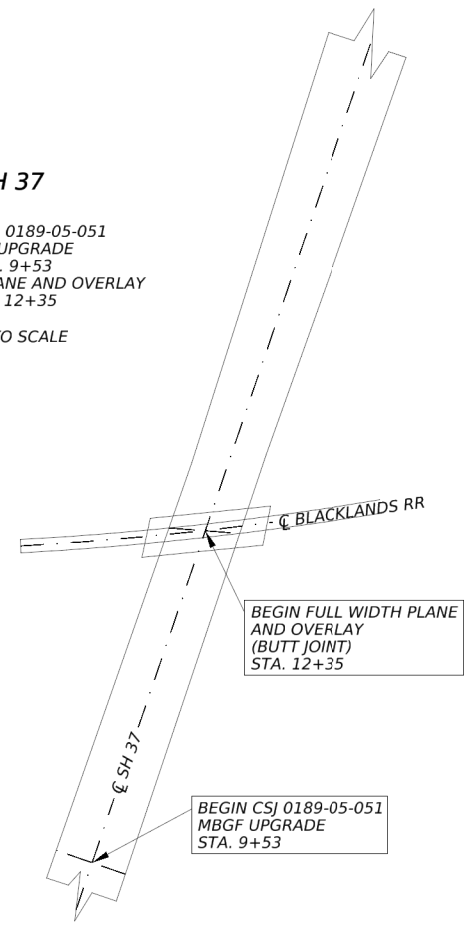 H 37
0189-05-051
UPGRADE
. 9+53
ANE AND OVERLAY
12+35
O SCALE
℄ BLACKLANDS RR
BEGIN FULL WIDTH PLANE
AND OVERLAY
(BUTT JOINT)
STA. 12+35
℄ SH 37
BEGIN CSJ 0189-05-051
MBGF UPGRADE
STA. 9+53